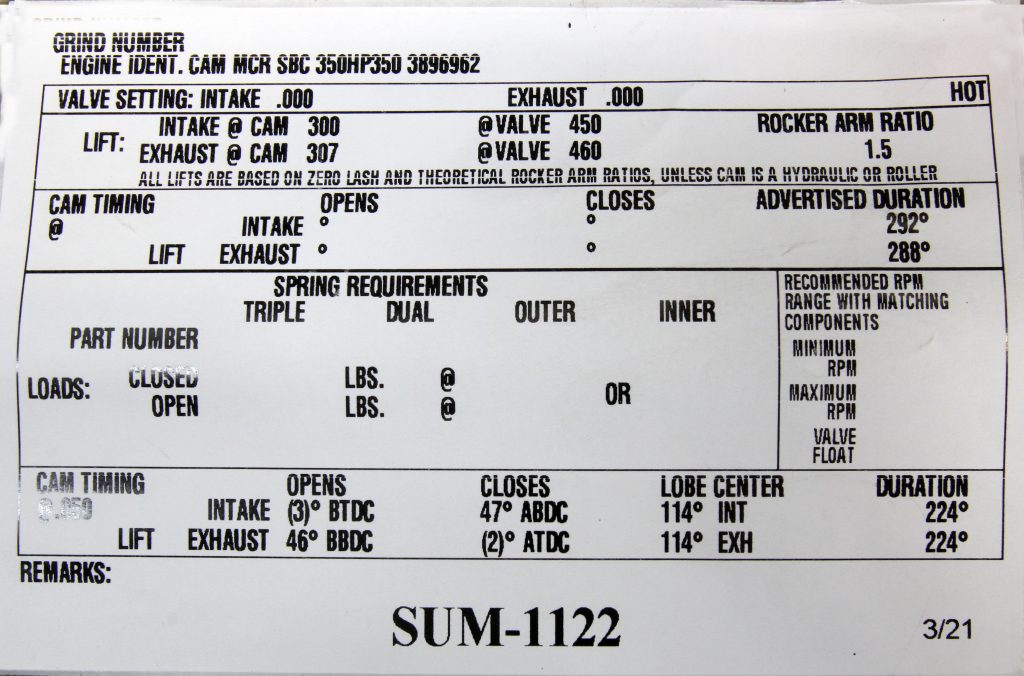 GRIND NUMBER
ENGINE IDENT. CAM MCR SBC 350HP350 3896962
VALVE SETTING: INTAKE .000 EXHAUST .000 HOT
LIFT: INTAKE @ CAM 300 @VALVE 450 ROCKER ARM RATIO
EXHAUST @ CAM 307 @VALVE 460 1.5
ALL LIFTS ARE BASED ON ZERO LASH AND THEORETICAL ROCKER ARM RATIOS, UNLESS CAM IS A HYDRAULIC OR ROLLER
CAM TIMING OPENS CLOSES ADVERTISED DURATION
@ INTAKE ° ° 292°
LIFT EXHAUST ° ° 288°
SPRING REQUIREMENTS
TRIPLE DUAL OUTER INNER
RECOMMENDED RPM
RANGE WITH MATCHING
COMPONENTS
PART NUMBER
MINIMUM
RPM
LOADS: CLOSED LBS. @ OR
OPEN LBS. @
MAXIMUM
RPM
VALVE
FLOAT
CAM TIMING OPENS CLOSES LOBE CENTER DURATION
@.050 INTAKE (3)° BTDC 47° ABDC 114° INT 224°
LIFT EXHAUST 46° BBDC (2)° ATDC 114° EXH 224°
REMARKS:
SUM-1122
3/21